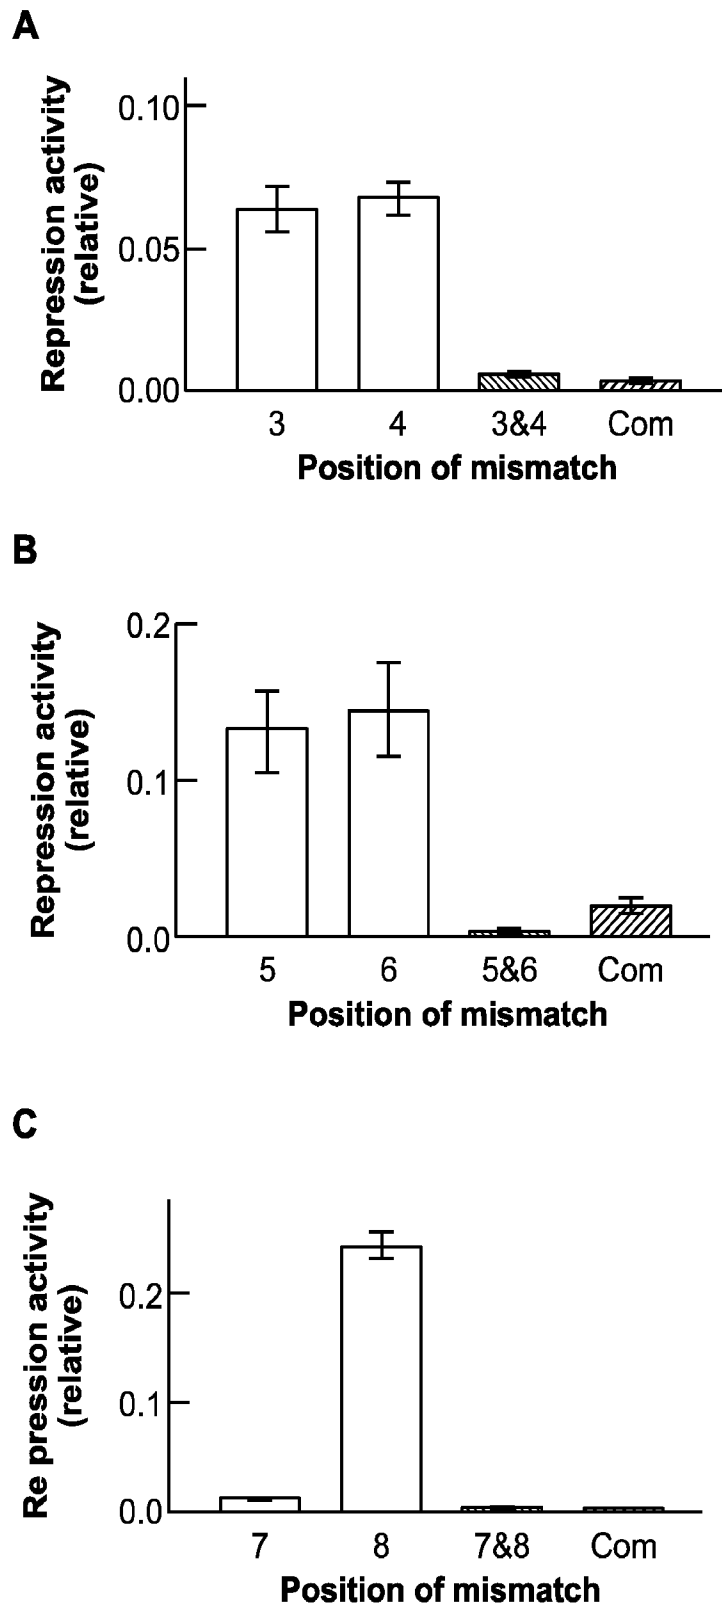 A
Repression activity
(relative)
0.10
0.05
0.00
3 4 3&4 Com
Position of mismatch
B
Repression activity
(relative)
0.2
0.1
0.0
5 6 5&6 Com
Position of mismatch
C
Re pression activity
(relative)
0.2
0.1
0.0
7 8 7&8 Com
Position of mismatch